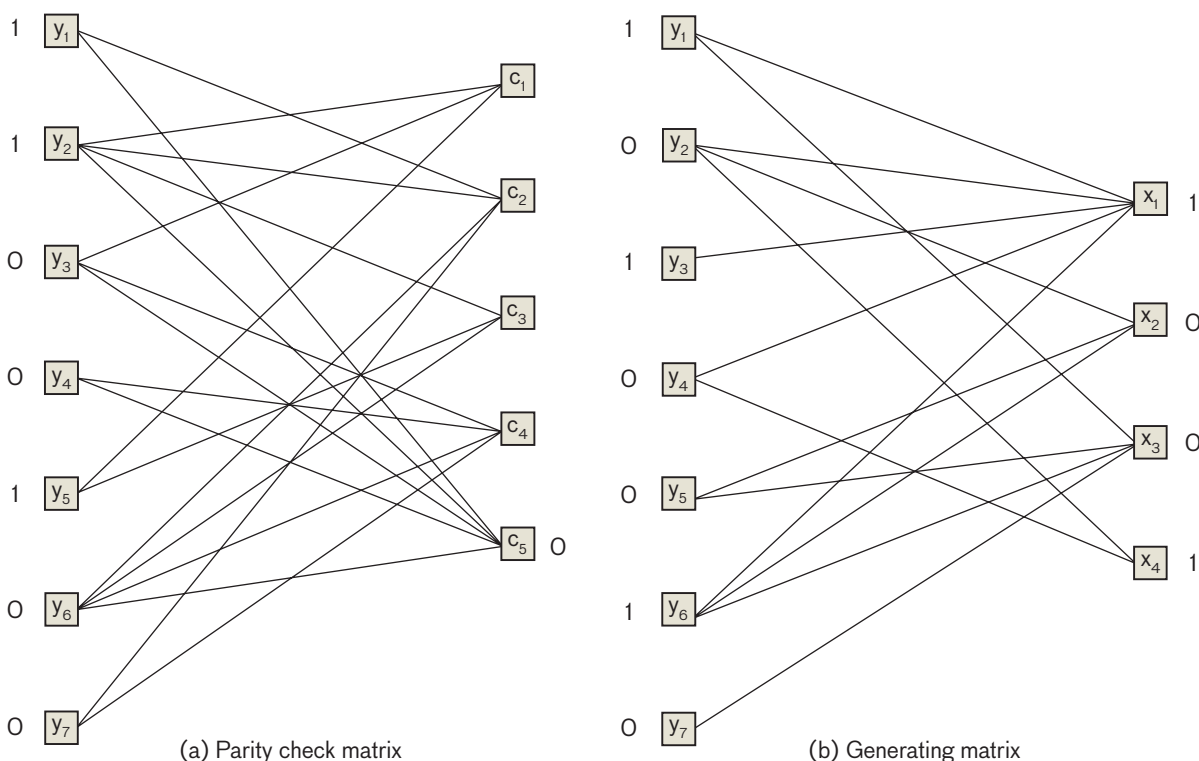 1 y1
c1
1 y2
c2
0 y3
c3
0 y4
c4
1 y5
c5 0
0 y6
0 y7
(a) Parity check matrix
1 y1
0 y2
x1 1
1 y3
x2 0
0 y4
x3 0
0 y5
x4 1
1 y6
0 y7
(b) Generating matrix